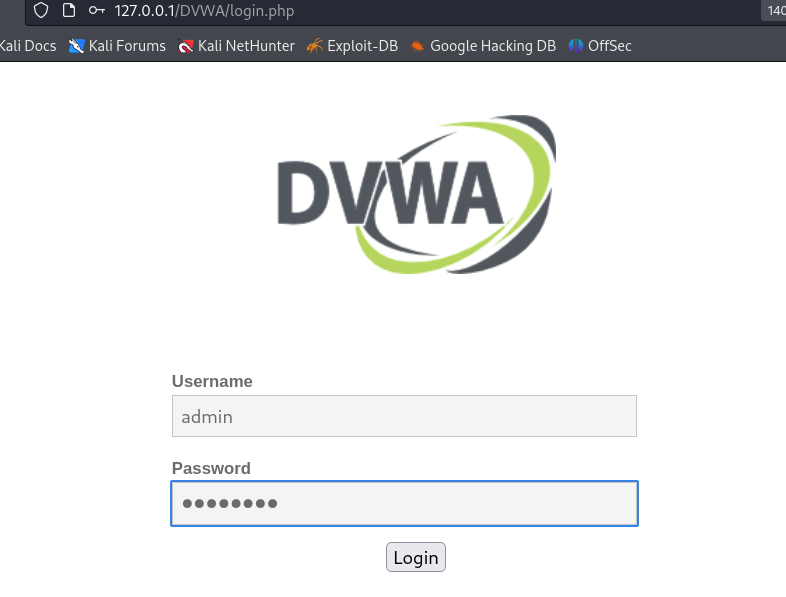 127.0.0.1/DVWA/login.php 140
Kali Docs Kali Forums Kali NetHunter Exploit-DB Google Hacking DB OffSec
DVWA
Username
admin
Password
••••••••
Login